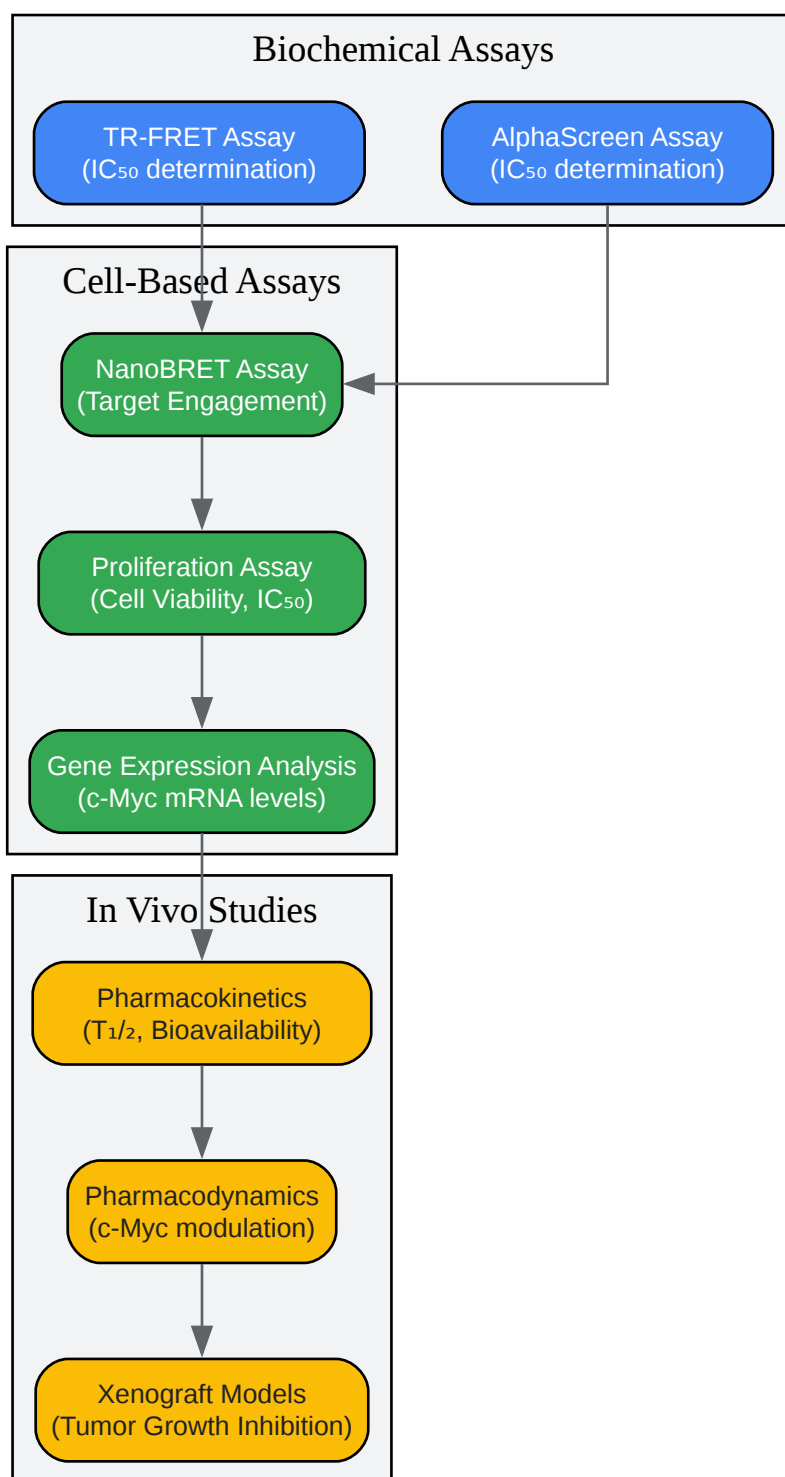 Biochemical Assays
TR-FRET Assay
(IC₅₀ determination)
AlphaScreen Assay
(IC₅₀ determination)
Cell-Based Assays
NanoBRET Assay
(Target Engagement)
Proliferation Assay
(Cell Viability, IC₅₀)
Gene Expression Analysis
(c-Myc mRNA levels)
In Vivo Studies
Pharmacokinetics
(T₁/₂, Bioavailability)
Pharmacodynamics
(c-Myc modulation)
Xenograft Models
(Tumor Growth Inhibition)